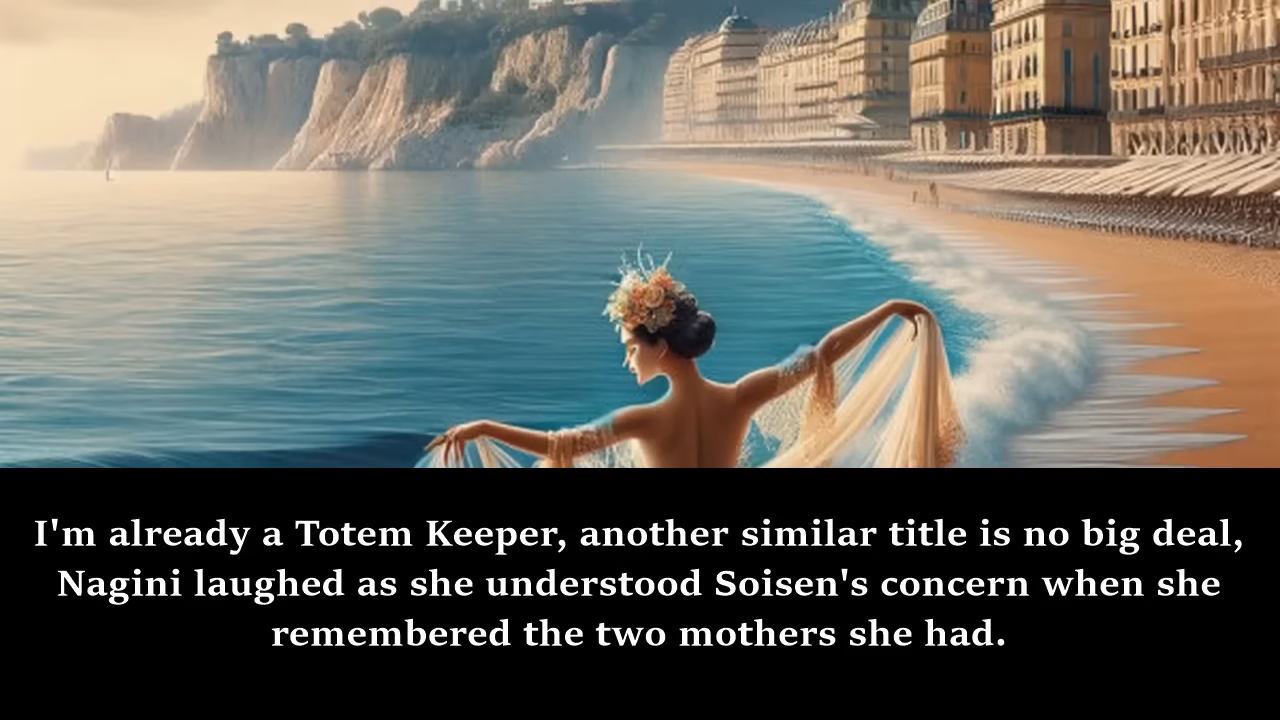 I'm already a Totem Keeper, another similar title is no big deal,
Nagini laughed as she understood Soisen's concern when she
remembered the two mothers she had.